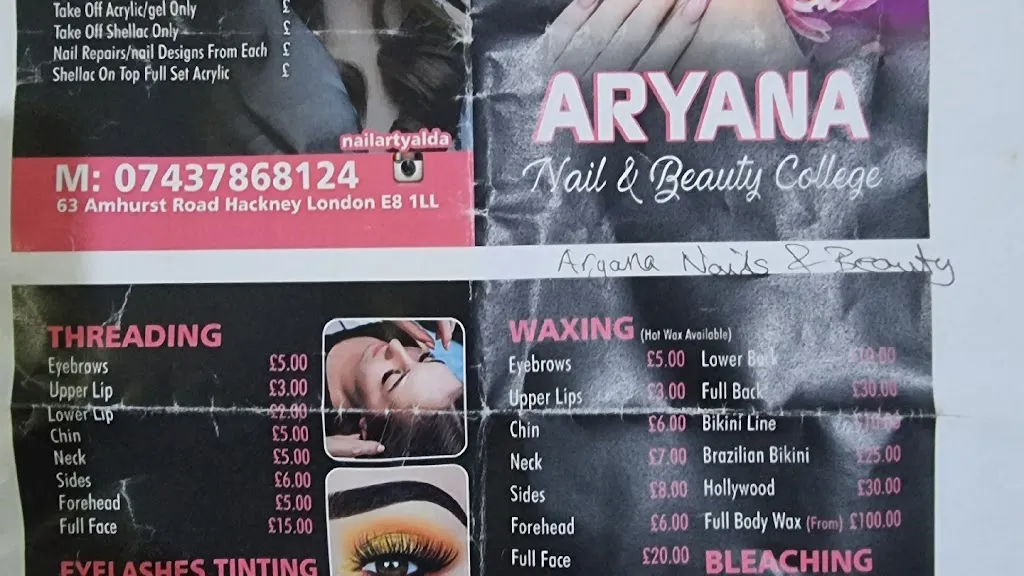 Take Off Acrylic/gel Only £
Take Off Shellac Only £
Nail Repairs/nail Designs From Each £
Shellac On Top Full Set Acrylic £
nailartyalda
M: 07437868124
63 Amhurst Road Hackney London E8 1LL
ARYANA
Nail & Beauty College
Aryana Nails & Beauty
THREADING
Eyebrows £5.00
Upper Lip £3.00
Lower Lip £2.00
Chin £5.00
Neck £5.00
Sides £6.00
Forehead £5.00
Full Face £15.00
EYELASHES TINTING
WAXING (Hot Wax Available)
Eyebrows £5.00
Upper Lips £3.00
Chin £6.00
Neck £7.00
Sides £8.00
Forehead £6.00
Full Face £20.00
Lower £10.00
Full Back £30.00
Bikini Line
Brazilian Bikini £25.00
Hollywood £30.00
Full Body Wax (From) £100.00
BLEACHING